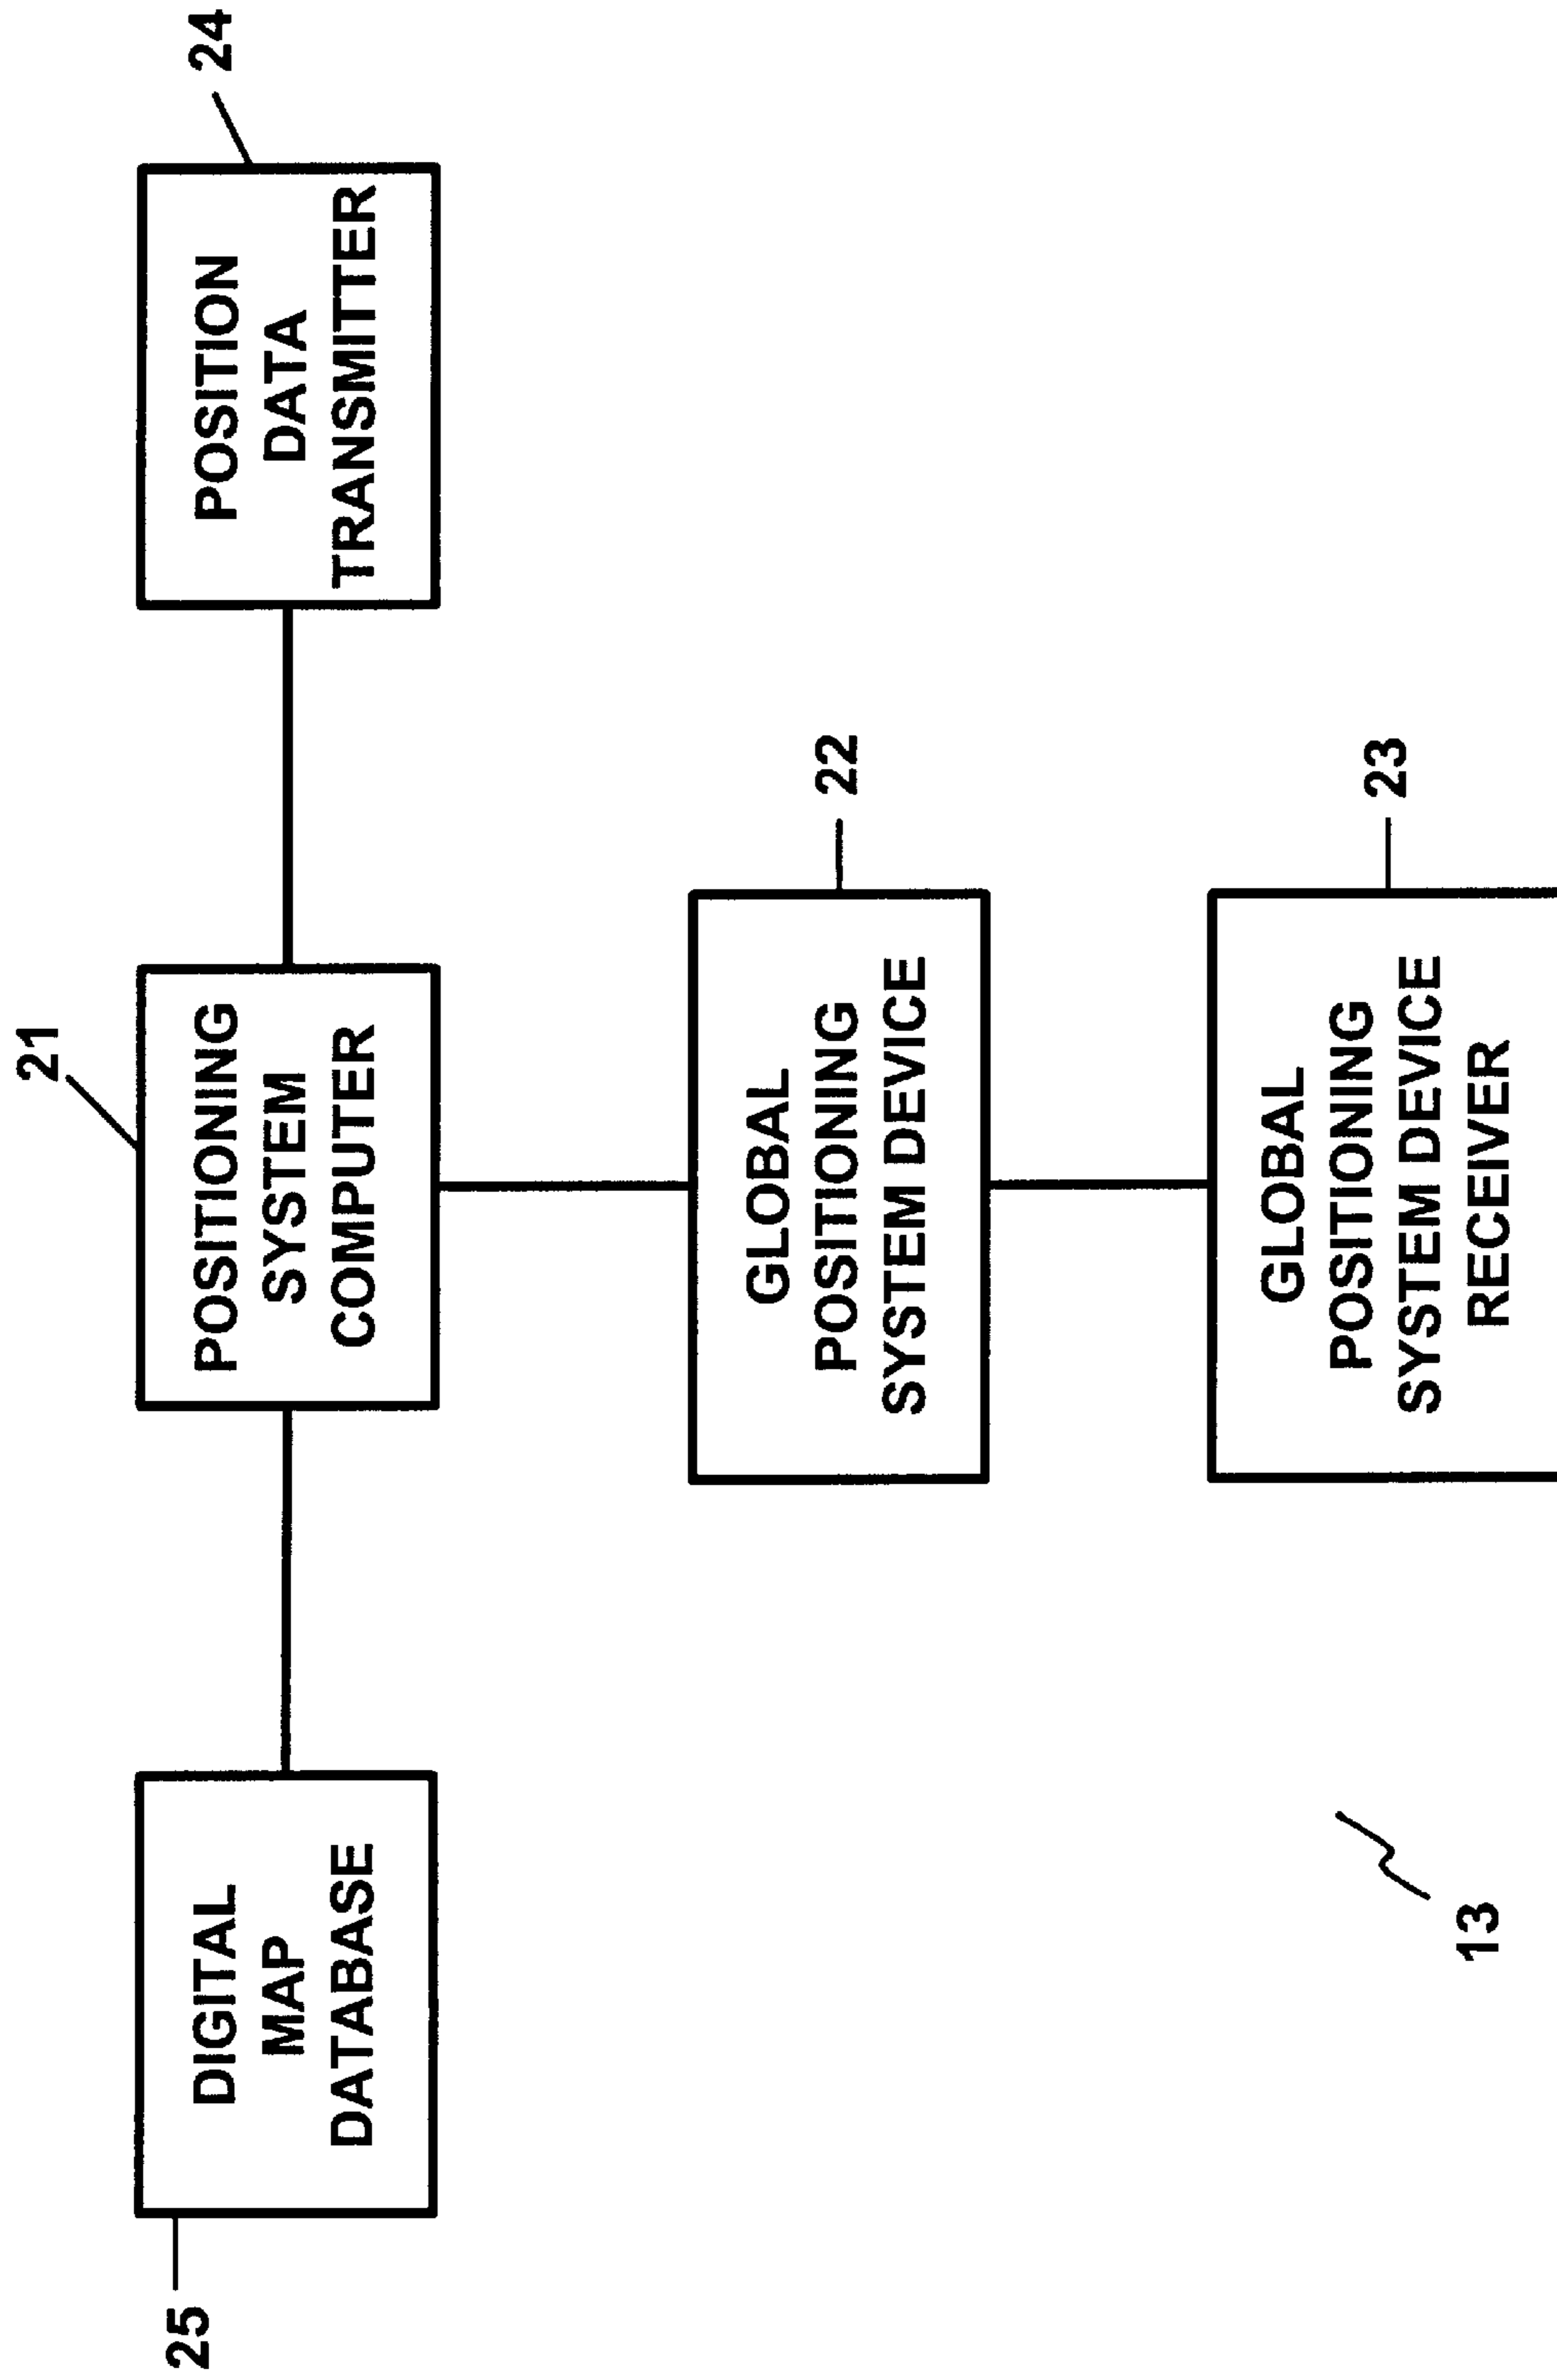 21
24
25
DIGITAL
MAP
DATABASE
POSITIONING
SYSTEM
COMPUTER
POSITION
DATA
TRANSMITTER
GLOBAL
POSITIONING
SYSTEM DEVICE
22
GLOBAL
POSITIONING
SYSTEM DEVICE
RECEIVER
23
13